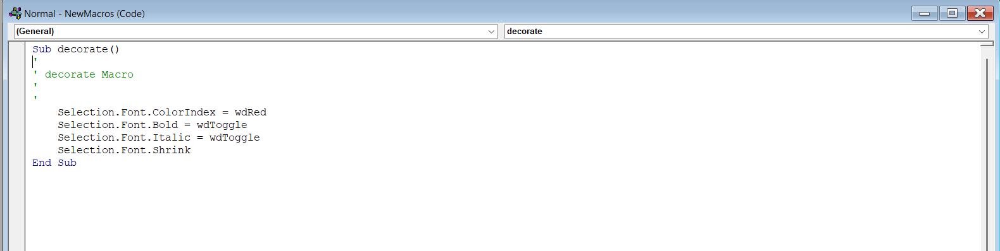 Normal - NewMacros (Code)
(General)
decorate
Sub decorate()
'
' decorate Macro
'
'
    Selection.Font.ColorIndex = wdRed
    Selection.Font.Bold = wdToggle
    Selection.Font.Italic = wdToggle
    Selection.Font.Shrink
End Sub